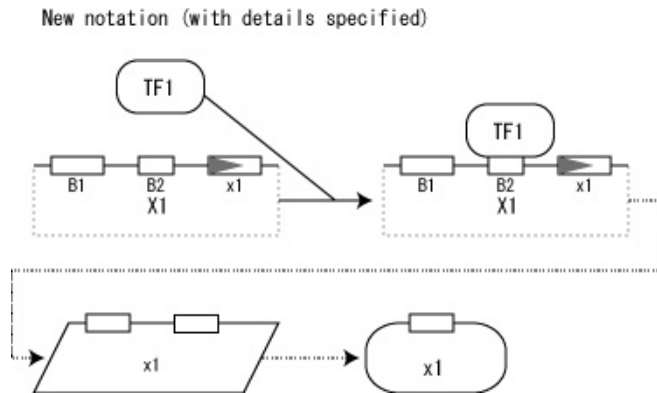 New notation (with details specified)
TF1
TF1
B1 B2 x1
X1
B1 B2 x1
X1
x1
x1